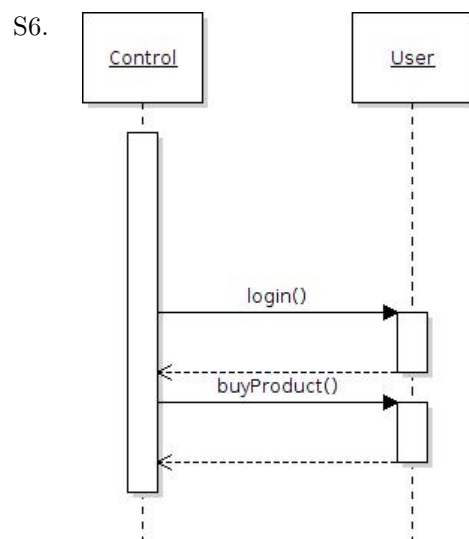 S6.
Control
User
login()
buyProduct()